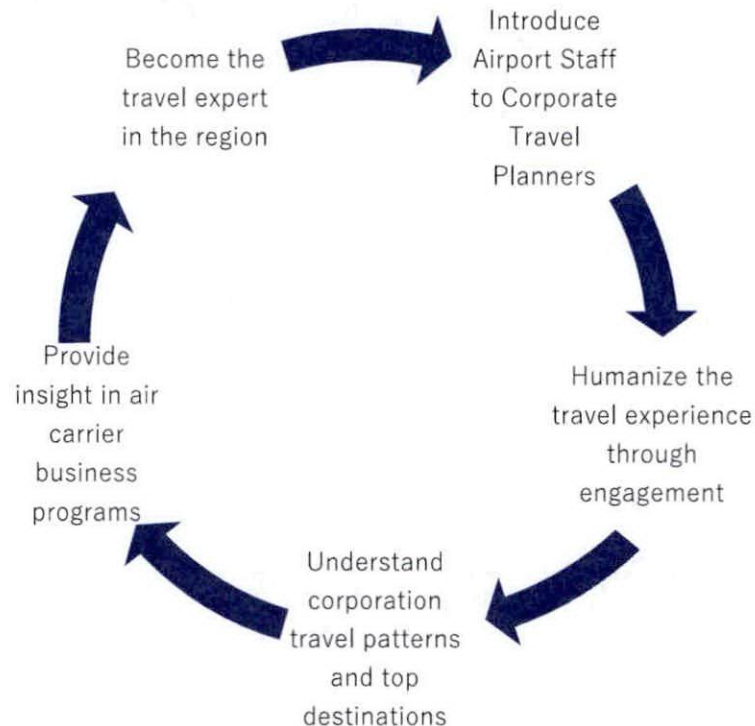 Become the
travel expert
in the region
Introduce
Airport Staff
to Corporate
Travel
Planners
Humanize the
travel experience
through
engagement
Understand
corporation
travel patterns
and top
destinations
Provide
insight in air
carrier
business
programs